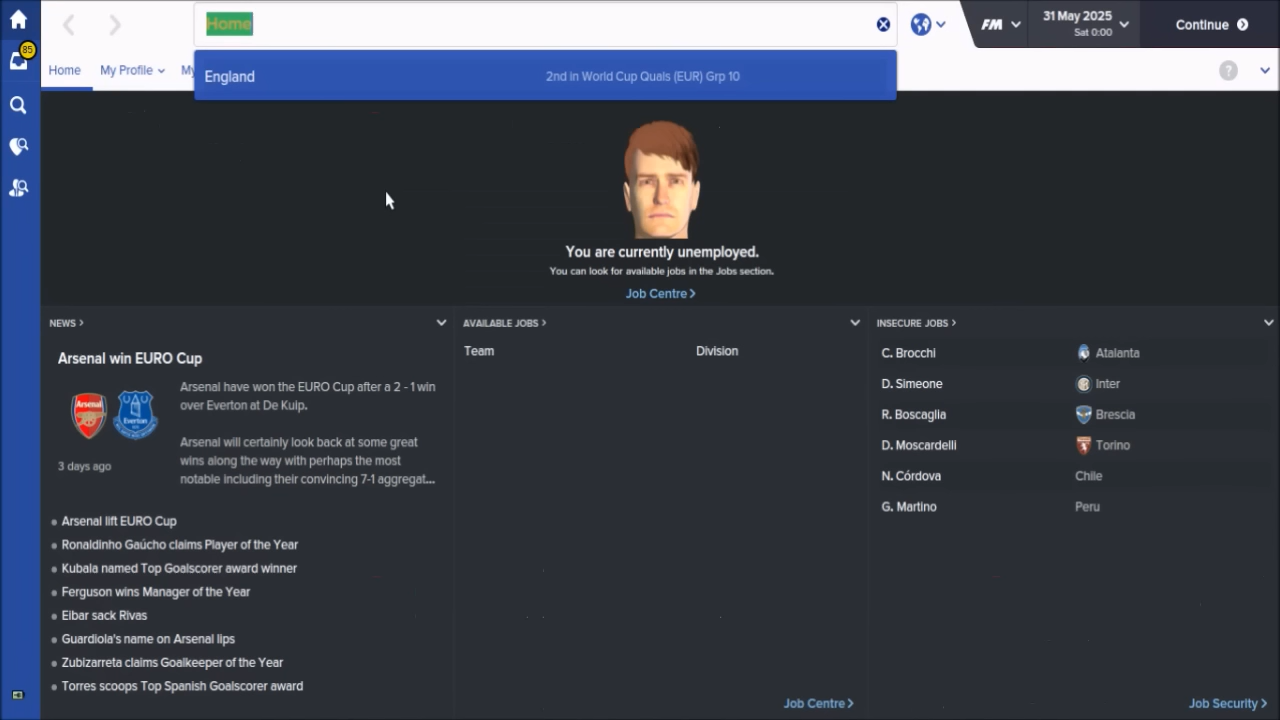 Home
FM
31 May 2025
Sat 0:00
Continue
85
Home
My Profile
My
England
2nd in World Cup Quals (EUR) Grp 10
?
You are currently unemployed.
You can look for available jobs in the Jobs section.
Job Centre >
NEWS >
Arsenal win EURO Cup
Arsenal
Everton
Arsenal have won the EURO Cup after a 2 - 1 win
over Everton at De Kuip.
Arsenal will certainly look back at some great
wins along the way with perhaps the most
notable including their convincing 7-1 aggregat...
3 days ago
Arsenal lift EURO Cup
Ronaldinho Gaúcho claims Player of the Year
Kubala named Top Goalscorer award winner
Ferguson wins Manager of the Year
Eibar sack Rivas
Guardiola's name on Arsenal lips
Zubizarreta claims Goalkeeper of the Year
Torres scoops Top Spanish Goalscorer award
AVAILABLE JOBS >
Team Division
Job Centre >
INSECURE JOBS >
C. Brocchi Atalanta
D. Simeone Inter
R. Boscaglia Brescia
D. Moscardelli Torino
N. Córdova Chile
G. Martino Peru
Job Security >